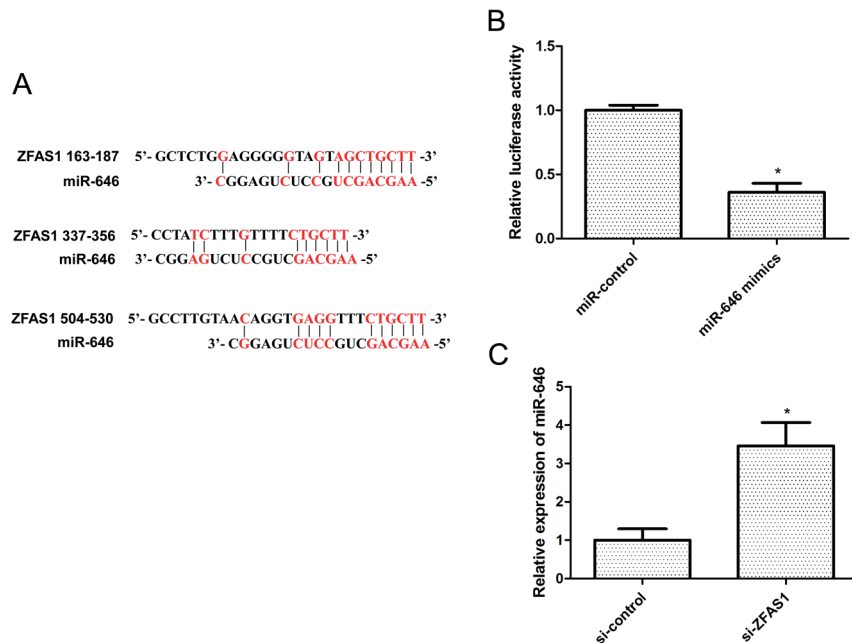 A
ZFAS1 163-187 5'- GCTCTGGAGGGGGTAGTAGCTGCTT -3'
miR-646 3'- CGGAGUCUCCGUCGACGAA -5'
ZFAS1 337-356 5'- CCTATCTTTGTTTTCTGCTT -3'
miR-646 3'- CGGAGUCUCCGUCGACGAA -5'
ZFAS1 504-530 5'- GCCTTGTAACAGGTGAGGTTTCTGCTT -3'
miR-646 3'- CGGAGUCUCCGUCGACGAA -5'
B
Relative luciferase activity
1.5
1.0
0.5
0.0
*
miR-control
miR-646 mimics
C
Relative expression of miR-646
5
4
3
2
1
0
*
si-control
si-ZFAS1